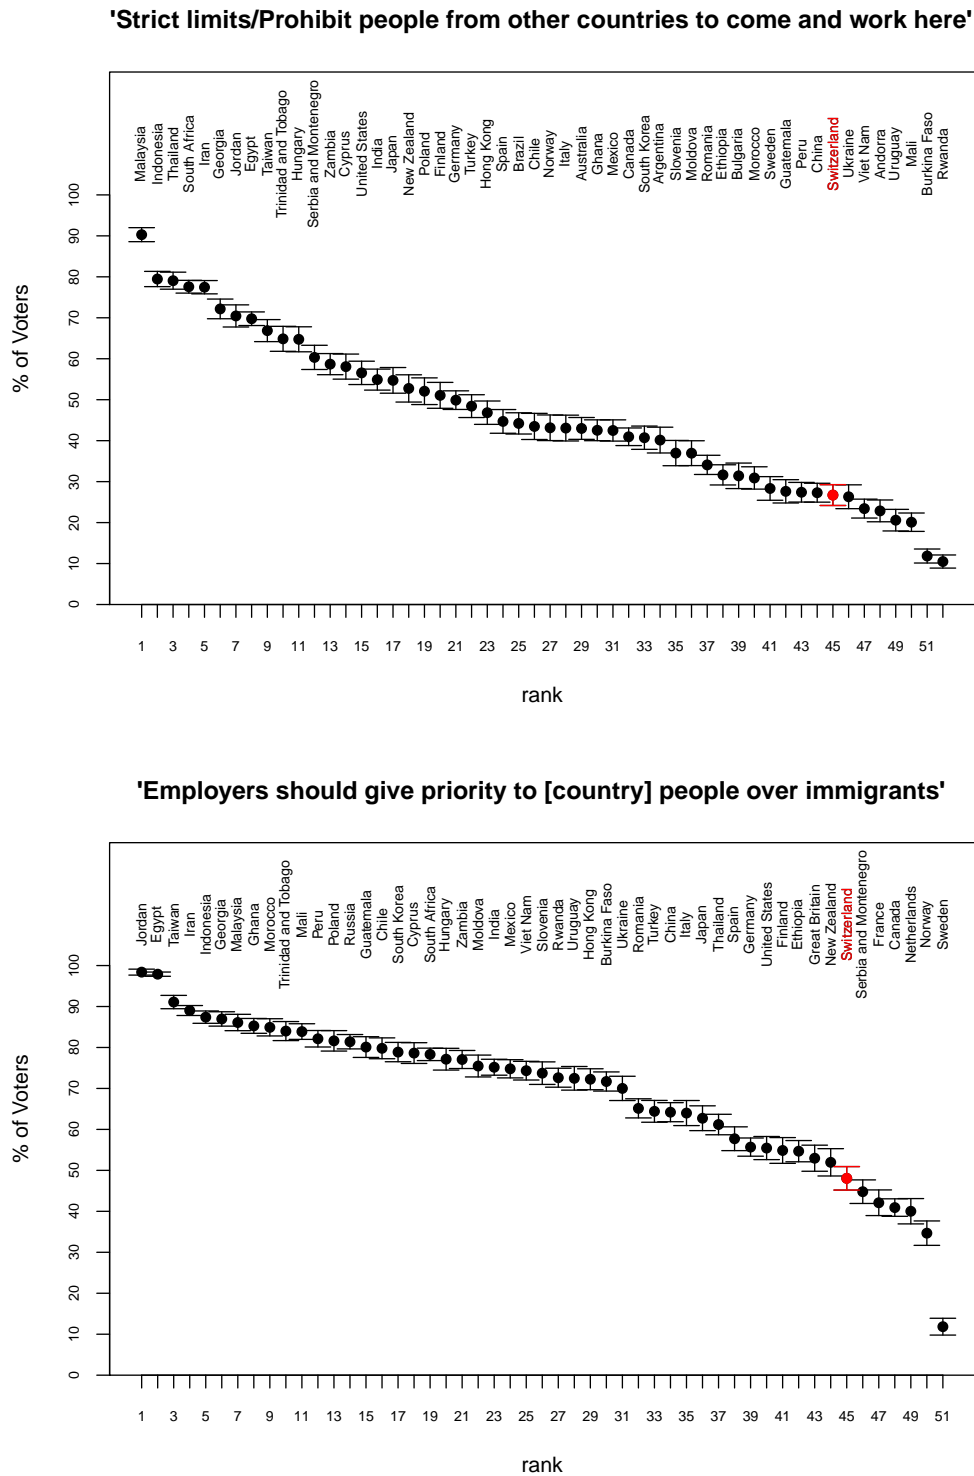 'Strict limits/Prohibit people from other countries to come and work here'
Malaysia
Indonesia
Thailand
South Africa
Iran
Georgia
Jordan
Egypt
Taiwan
Trinidad and Tobago
Hungary
Serbia and Montenegro
Zambia
Cyprus
United States
India
Japan
New Zealand
Poland
Finland
Germany
Turkey
Hong Kong
Spain
Brazil
Chile
Norway
Italy
Australia
Ghana
Mexico
Canada
South Korea
Argentina
Slovenia
Moldova
Romania
Ethiopia
Bulgaria
Morocco
Sweden
Guatemala
Peru
China
Switzerland
Ukraine
Viet Nam
Andorra
Uruguay
Mali
Burkina Faso
Rwanda
% of Voters
100
90
80
70
60
50
40
30
20
10
0
1 3 5 7 9 11 13 15 17 19 21 23 25 27 29 31 33 35 37 39 41 43 45 47 49 51
rank
'Employers should give priority to [country] people over immigrants'
Jordan
Egypt
Taiwan
Iran
Indonesia
Georgia
Malaysia
Ghana
Morocco
Trinidad and Tobago
Mali
Peru
Poland
Russia
Guatemala
Chile
South Korea
Cyprus
South Africa
Hungary
Zambia
Moldova
India
Mexico
Viet Nam
Slovenia
Rwanda
Uruguay
Hong Kong
Burkina Faso
Ukraine
Romania
Turkey
China
Italy
Japan
Thailand
Spain
Germany
United States
Finland
Ethiopia
Great Britain
New Zealand
Switzerland
Serbia and Montenegro
France
Canada
Netherlands
Norway
Sweden
% of Voters
100
90
80
70
60
50
40
30
20
10
0
1 3 5 7 9 11 13 15 17 19 21 23 25 27 29 31 33 35 37 39 41 43 45 47 49 51
rank